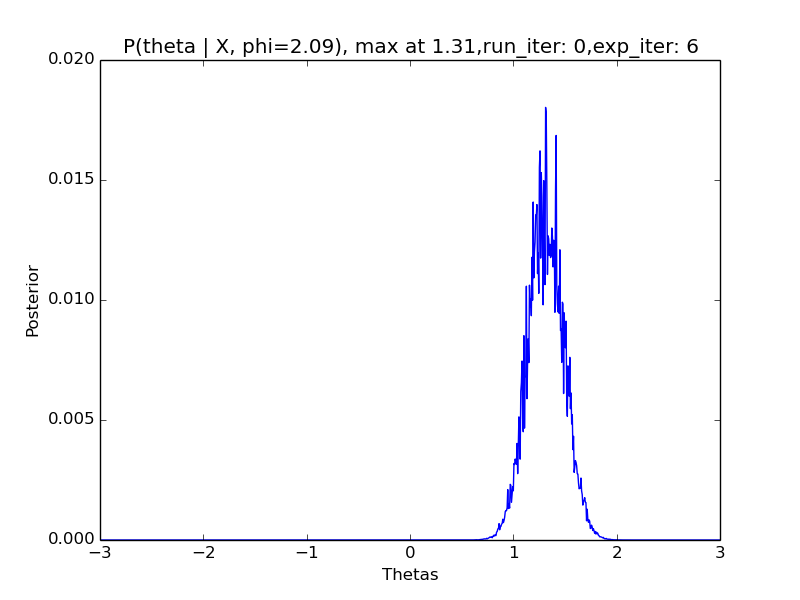 P(theta | X, phi=2.09), max at 1.31,run_iter: 0,exp_iter: 6
0.020
0.015
0.010
0.005
0.000
Posterior
−3 −2 −1 0 1 2 3
Thetas